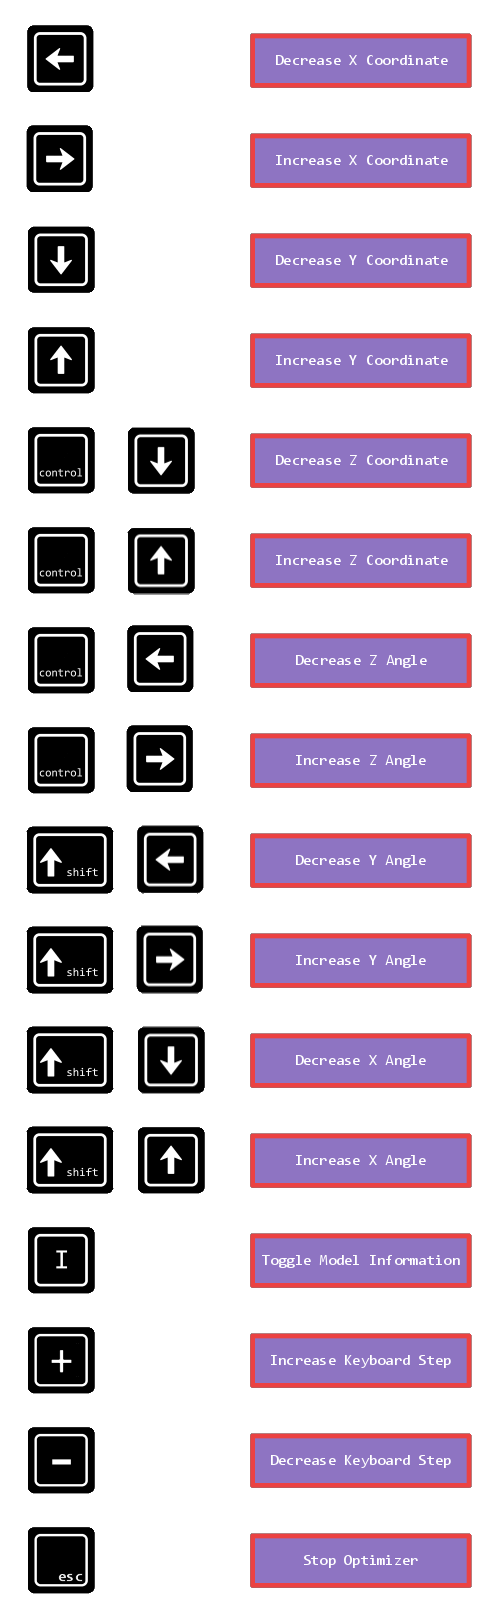 Decrease X Coordinate
Increase X Coordinate
Decrease Y Coordinate
Increase Y Coordinate
control Decrease Z Coordinate
control Increase Z Coordinate
control Decrease Z Angle
control Increase Z Angle
shift Decrease Y Angle
shift Increase Y Angle
shift Decrease X Angle
shift Increase X Angle
I Toggle Model Information
+ Increase Keyboard Step
- Decrease Keyboard Step
esc Stop Optimizer